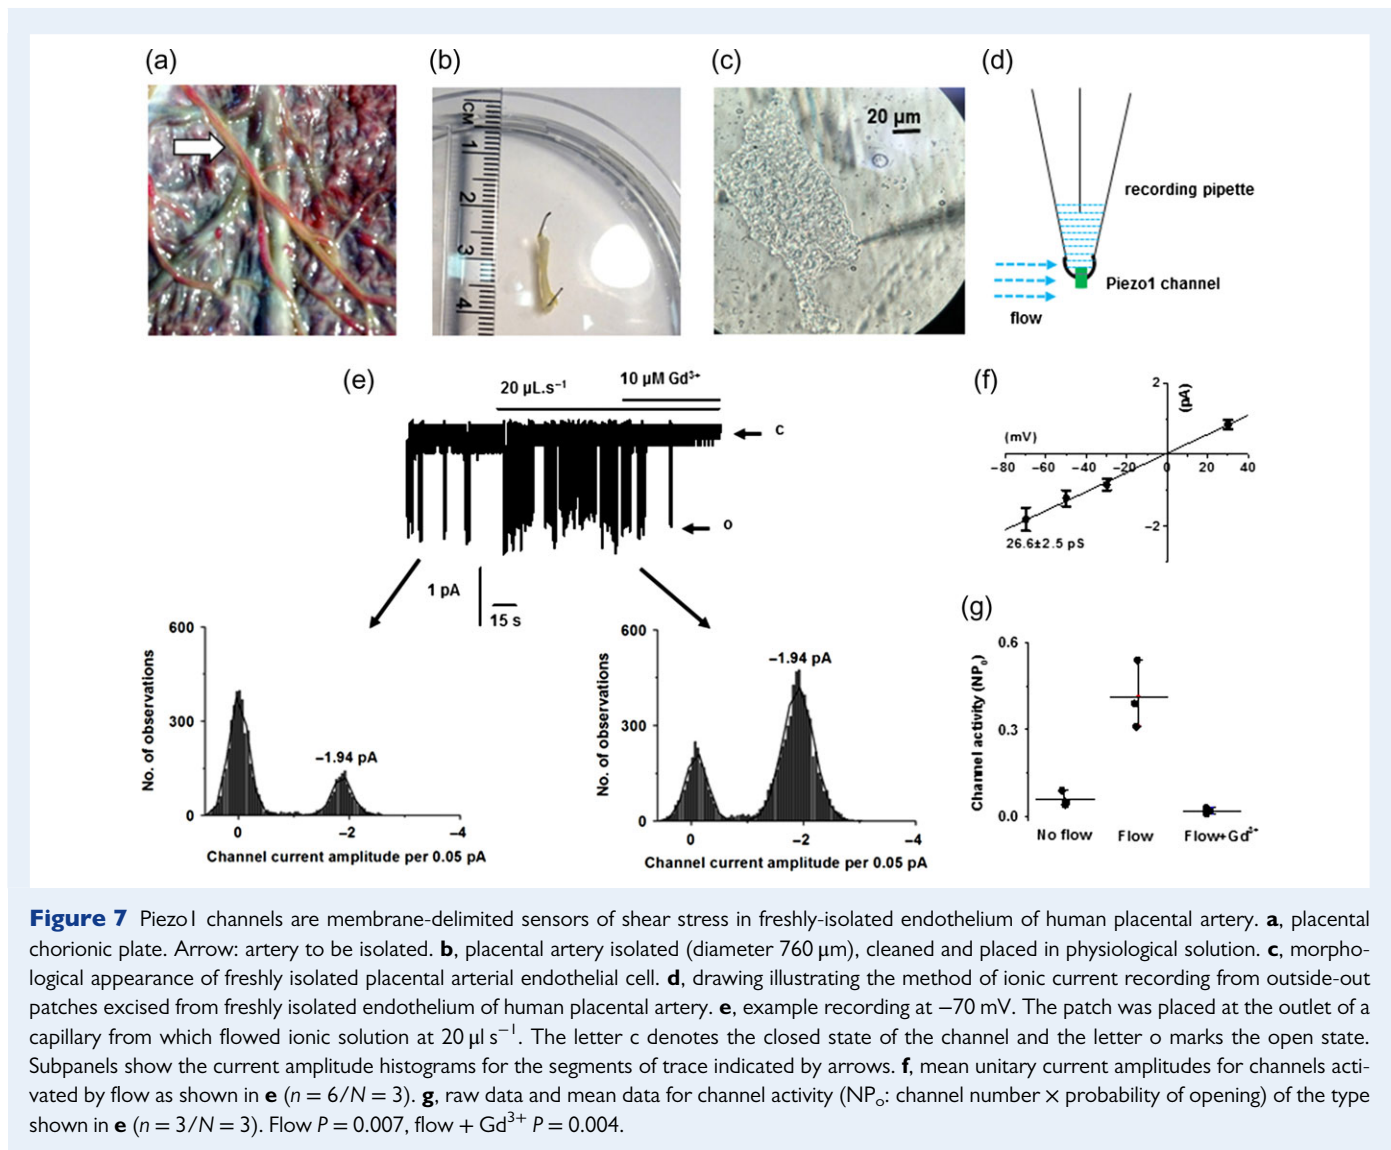 (a)
(b)
(c)
(d)
CM
1
2
3
4
20 µm
recording pipette
Piezo1 channel
flow
(e)
20 µL.s⁻¹
10 µM Gd³⁺
c
o
1 pA
15 s
600
300
0
No. of observations
−1.94 pA
0
−2
−4
Channel current amplitude per 0.05 pA
600
300
0
No. of observations
−1.94 pA
0
−2
−4
Channel current amplitude per 0.05 pA
(f)
2
(pA)
(mV)
−80 −60 −40 −20 0 20 40
−2
26.6±2.5 pS
(g)
0.6
0.3
0.0
Channel activity (NP₀)
No flow
Flow
Flow+Gd³⁺
Figure 7 Piezo1 channels are membrane-delimited sensors of shear stress in freshly-isolated endothelium of human placental artery. a, placental
chorionic plate. Arrow: artery to be isolated. b, placental artery isolated (diameter 760 µm), cleaned and placed in physiological solution. c, morpho-
logical appearance of freshly isolated placental arterial endothelial cell. d, drawing illustrating the method of ionic current recording from outside-out
patches excised from freshly isolated endothelium of human placental artery. e, example recording at −70 mV. The patch was placed at the outlet of a
capillary from which flowed ionic solution at 20 µl s⁻¹. The letter c denotes the closed state of the channel and the letter o marks the open state.
Subpanels show the current amplitude histograms for the segments of trace indicated by arrows. f, mean unitary current amplitudes for channels acti-
vated by flow as shown in e (n = 6/N = 3). g, raw data and mean data for channel activity (NPₒ: channel number × probability of opening) of the type
shown in e (n = 3/N = 3). Flow P = 0.007, flow + Gd³⁺ P = 0.004.